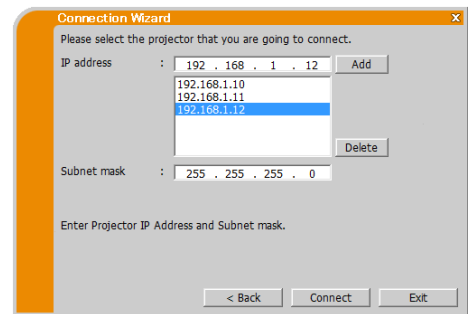 Connection Wizard X
Please select the projector that you are going to connect.
IP address : 192 . 168 . 1 . 12 Add
192.168.1.10
192.168.1.11
192.168.1.12
Delete
Subnet mask : 255 . 255 . 255 . 0
Enter Projector IP Address and Subnet mask.
< Back Connect Exit